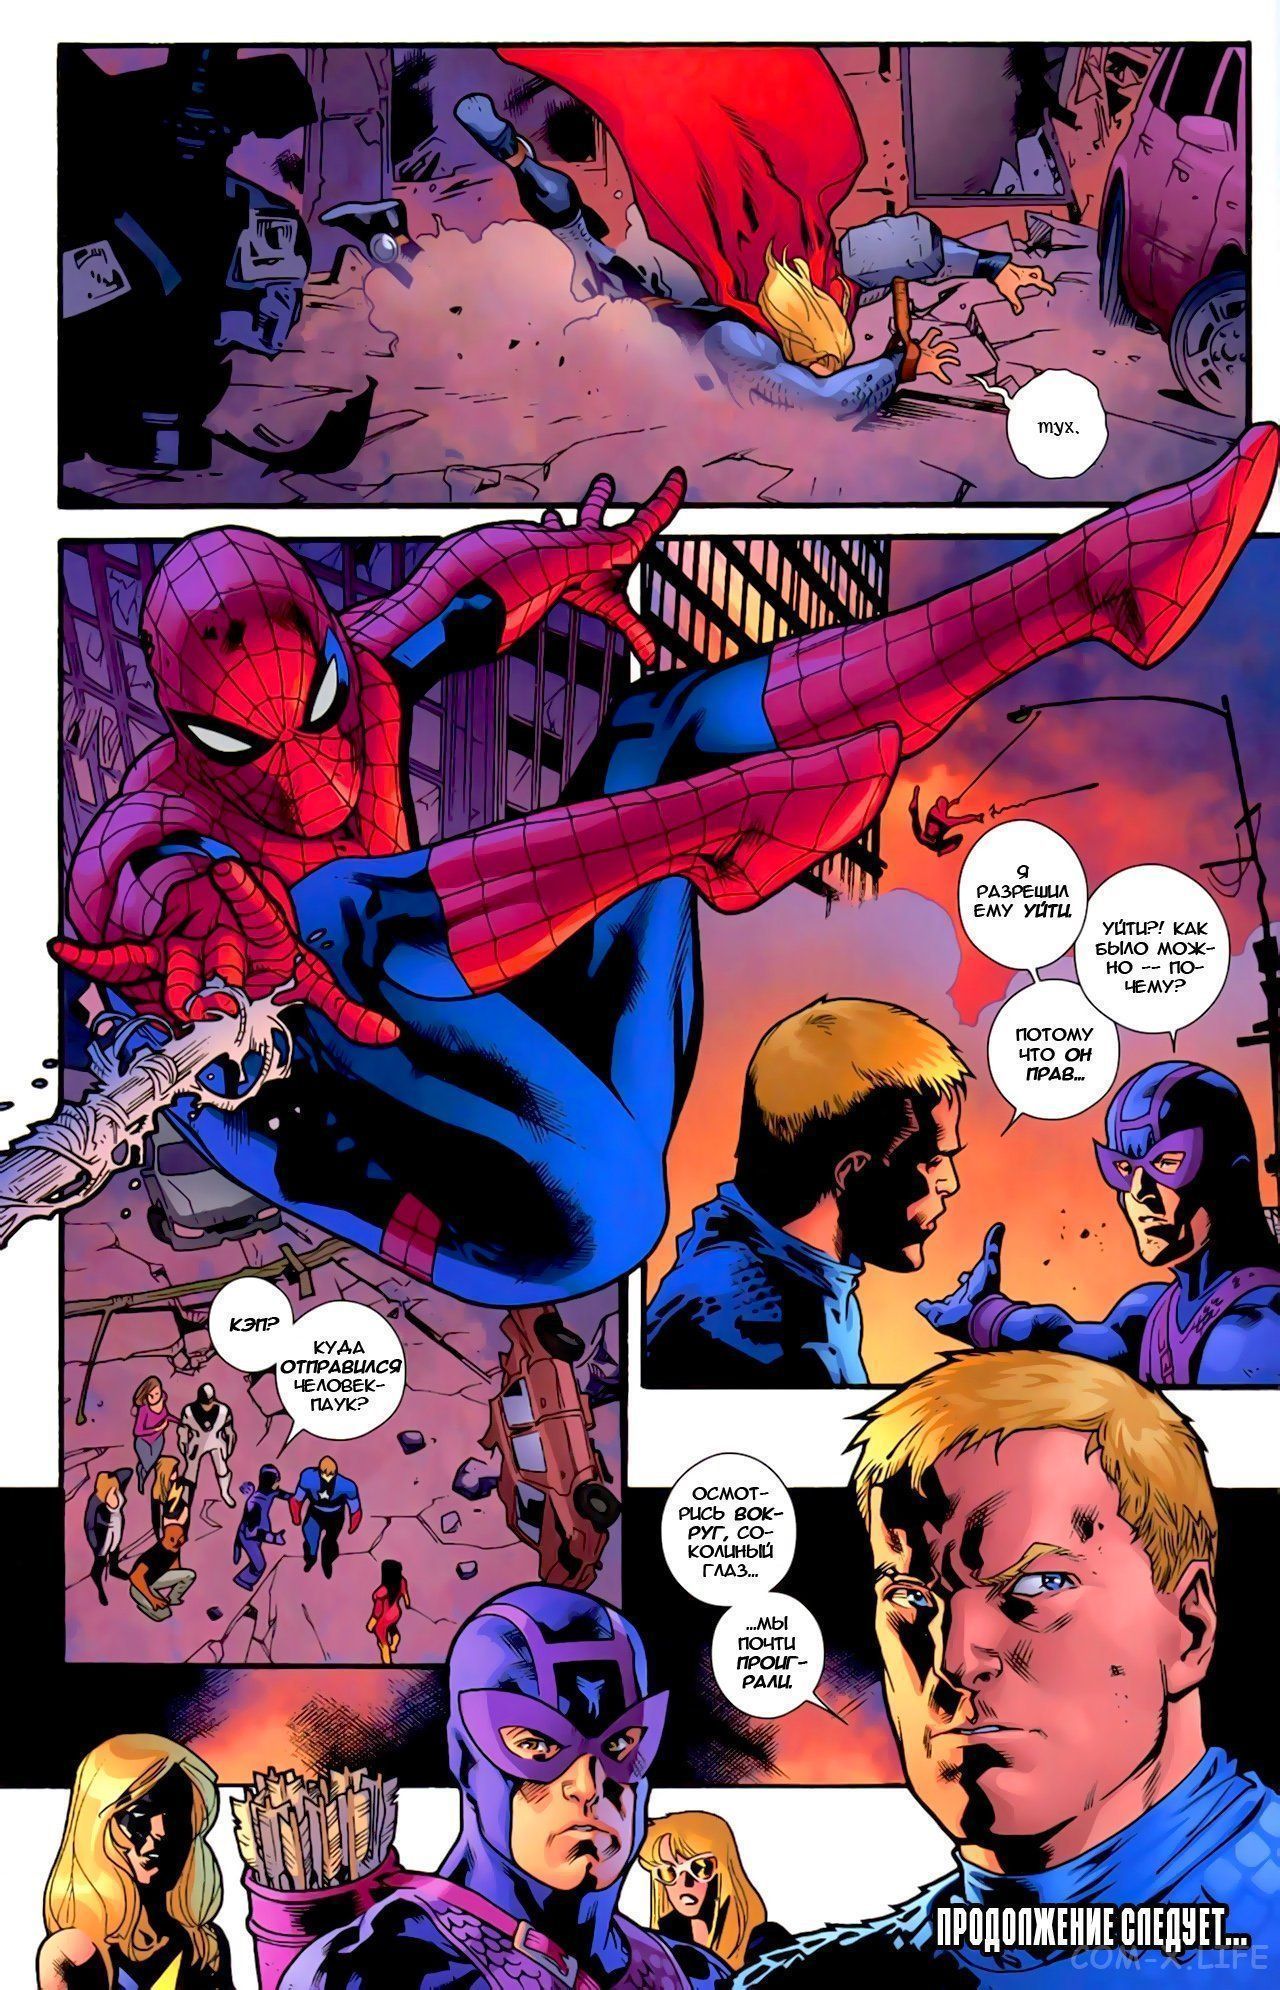 тух.
Я
РАЗРЕШИЛ
ЕМУ УЙТИ.
УЙТИ?! КАК
БЫЛО МОЖ-
НО -- ПО-
ЧЕМУ?
ПОТОМУ
ЧТО ОН
ПРАВ...
КЭП?
КУДА
ОТПРАВИЛСЯ
ЧЕЛОВЕК-
ПАУК?
ОСМОТ-
РИСЬ ВОК-
РУГ, СО-
КОЛИНЫЙ
ГЛАЗ...
...МЫ
ПОЧТИ
ПРОИГ-
РАЛИ.
ПРОДОЛЖЕНИЕ СЛЕДУЕТ...
COM-X.LIFE